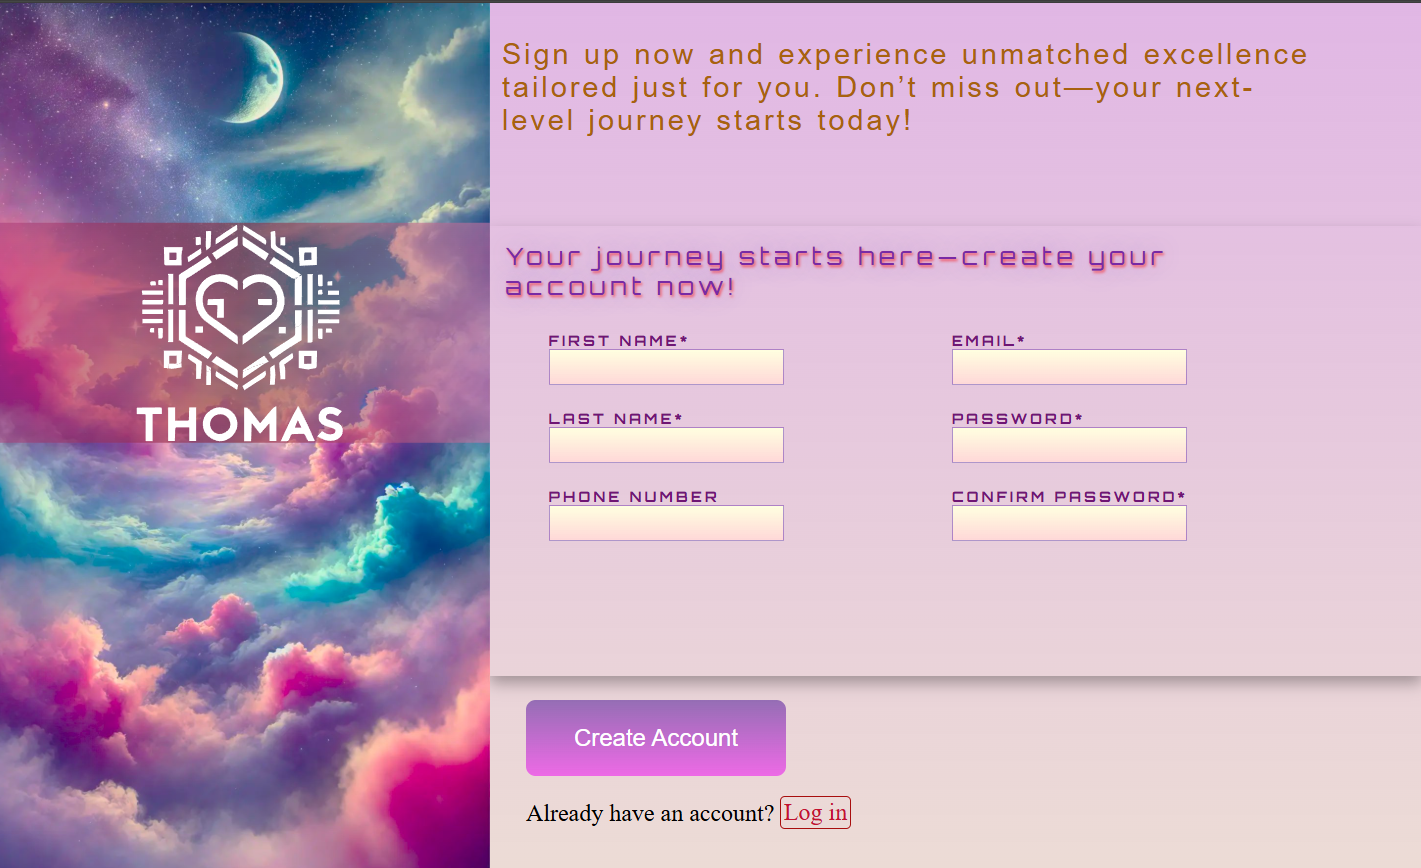 Sign up now and experience unmatched excellence
tailored just for you. Don’t miss out—your next-
level journey starts today!
THOMAS
Your journey starts here—create your
account now!
FIRST NAME*
EMAIL*
LAST NAME*
PASSWORD*
PHONE NUMBER
CONFIRM PASSWORD*
Create Account
Already have an account? Log in